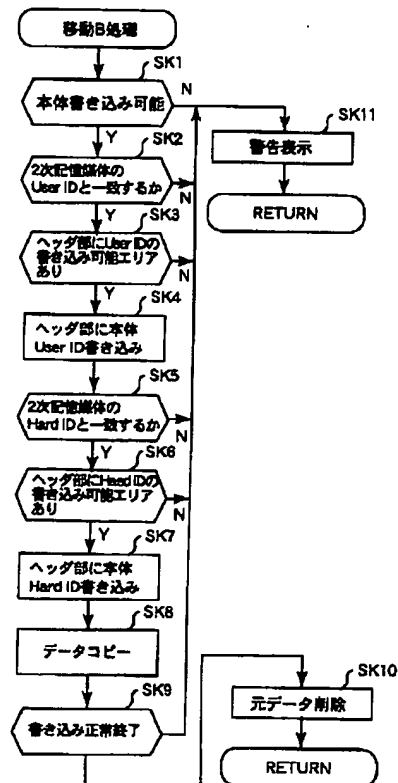 移動B処理
SK1
本体書き込み可能
N
SK11
警告表示
RETURN
Y
SK2
2次記憶媒体の
User IDと一致するか
N
Y
SK3
ヘッダ部にUser IDの
書き込み可能エリア
あり
N
Y
SK4
ヘッダ部に本体
User ID書き込み
SK5
2次記憶媒体の
Hard IDと一致するか
N
Y
SK6
ヘッダ部にHard IDの
書き込み可能エリア
あり
N
Y
SK7
ヘッダ部に本体
Hard ID書き込み
SK8
データコピー
SK9
書き込み正常終了
SK10
元データ削除
RETURN